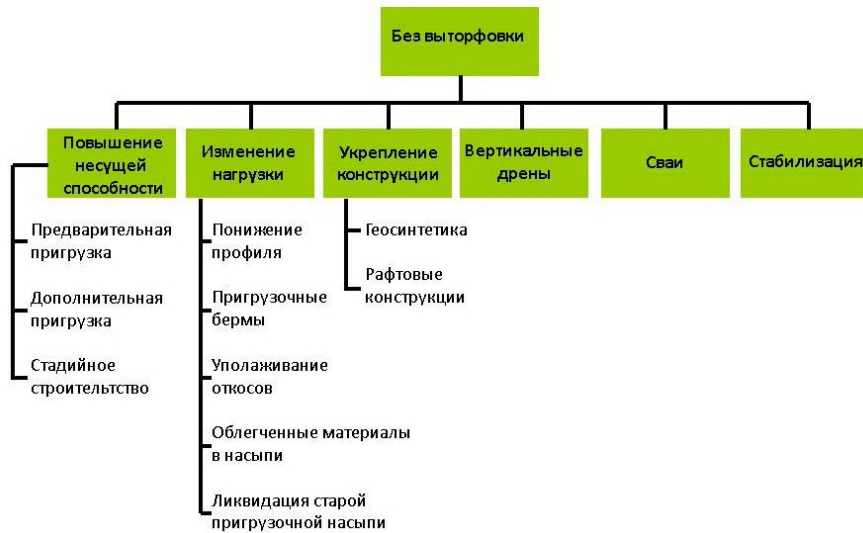 Без выторфовки
Повышение
несущей
способности
Изменение
нагрузки
Укрепление
конструкции
Вертикальные
дрены
Сваи
Стабилизация
Предварительная
пригрузка
Дополнительная
пригрузка
Стадийное
строительтство
Понижение
профиля
Пригрузочные
бермы
Уполаживание
откосов
Облегченные материалы
в насыпи
Ликвидация старой
пригрузочной насыпи
Геосинтетика
Рафтовые
конструкции